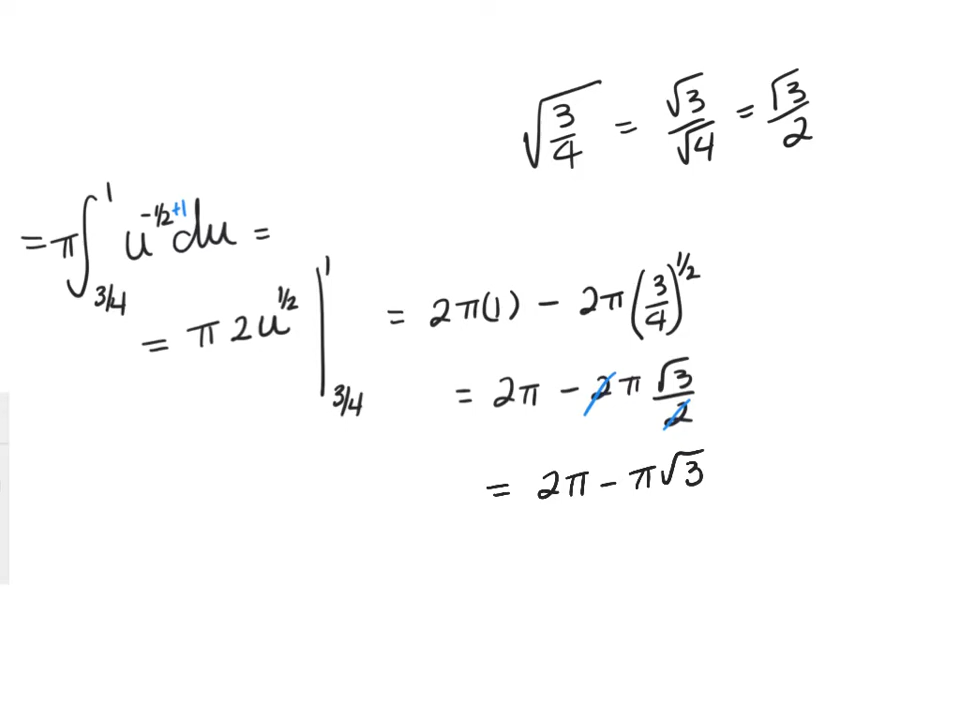 √(3/4) = √3/√4 = √3/2
= π ∫_{3/4}^{1} u^{-1/2 +1} du =
= π 2u^{1/2} |_{3/4}^{1} = 2π(1) - 2π(3/4)^{1/2}
= 2π - 2π √3/2
= 2π - π√3